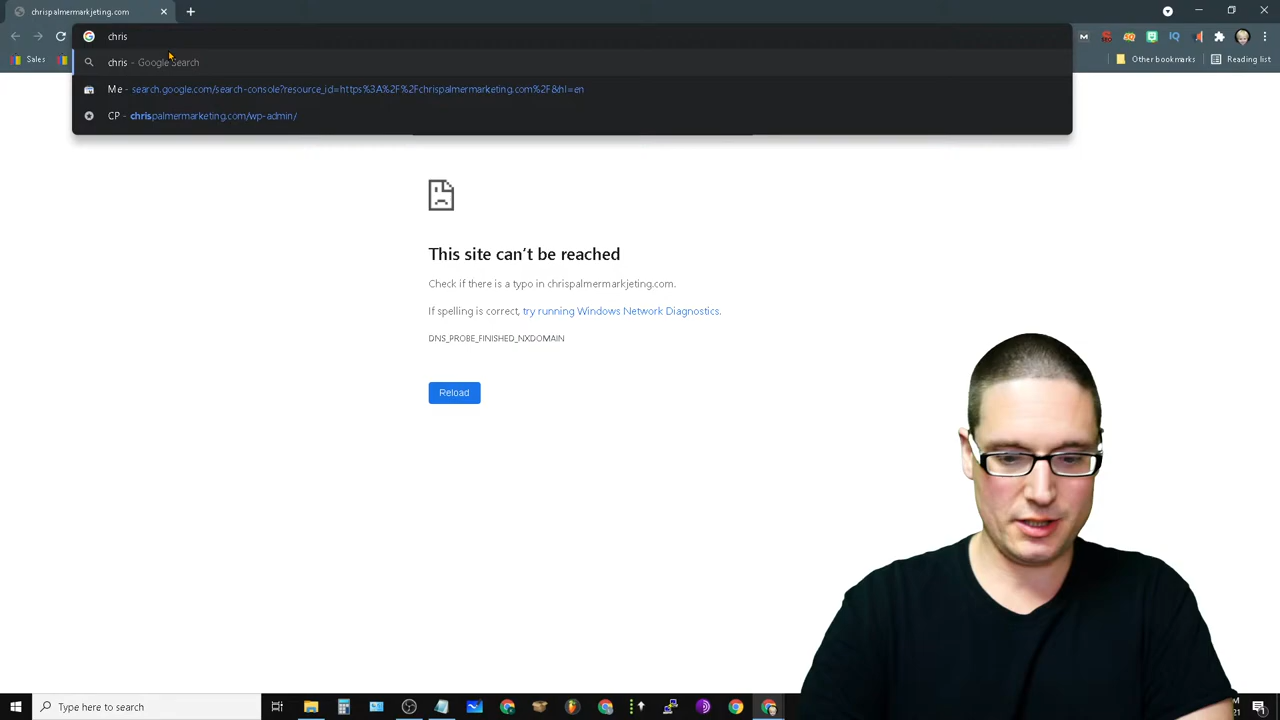 chrispalmermarkjeting.com
chris
chris - Google Search
Me - search.google.com/search-console?resource_id=https%3A%2F%2Fchrispalmermarketing.com%2F&hl=en
CP - chrispalmermarketing.com/wp-admin/
Sales
Other bookmarks
Reading list
This site can't be reached
Check if there is a typo in chrispalmermarkjeting.com.
If spelling is correct, try running Windows Network Diagnostics.
DNS_PROBE_FINISHED_NXDOMAIN
Reload
Type here to search